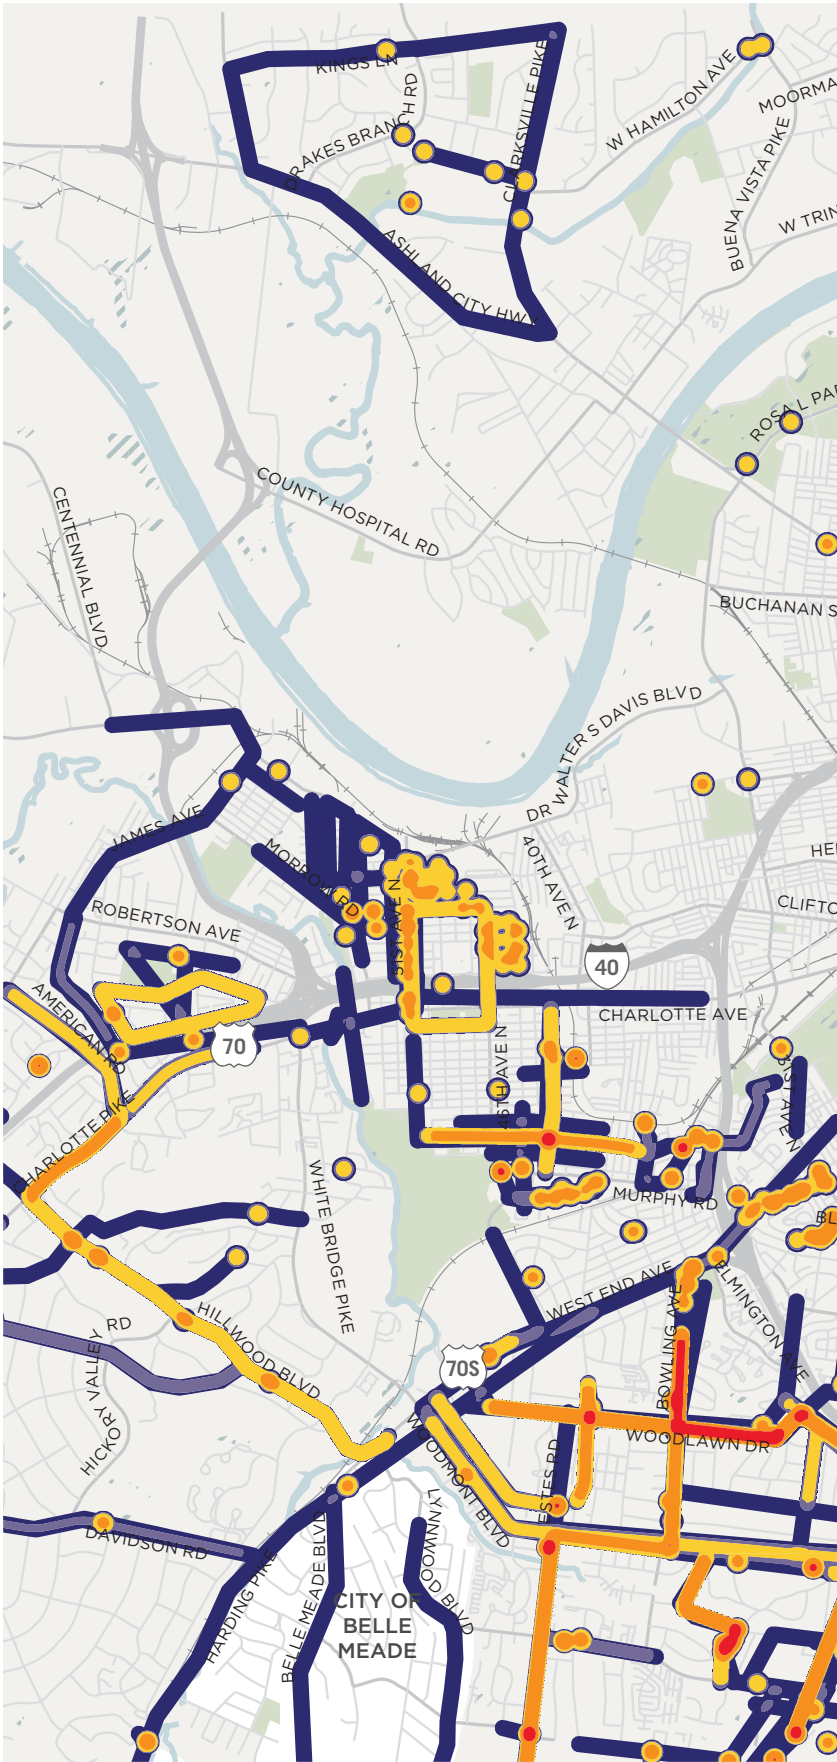 KINGS LN
DRAKES BRANCH RD
CLARKSVILLE PIKE
W HAMILTON AVE
MOORMA
BUENA VISTA PIKE
W TRIN
ASHLAND CITY HWY
ROSA L PAR
COUNTY HOSPITAL RD
CENTENNIAL BLVD
BUCHANAN S
DR WALTER S DAVIS BLVD
JAMES AVE
MORROW RD
40TH AVE N
HE
CLIFTO
ROBERTSON AVE
51ST AVE N
40
AMERICAN RD
CHARLOTTE AVE
70
46TH AVE N
31ST AVE N
CHARLOTTE PIKE
WHITE BRIDGE PIKE
MURPHY RD
BL
WEST END AVE
ELMINGTON AVE
HICKORY VALLEY RD
HILLWOOD BLVD
70S
BOWLING AVE
WOODLAWN DR
WOODMONT BLVD
ESTES RD
DAVIDSON RD
LYNNWOOD BLVD
HARDING PIKE
BELLE MEADE BLVD
CITY OF
BELLE
MEADE